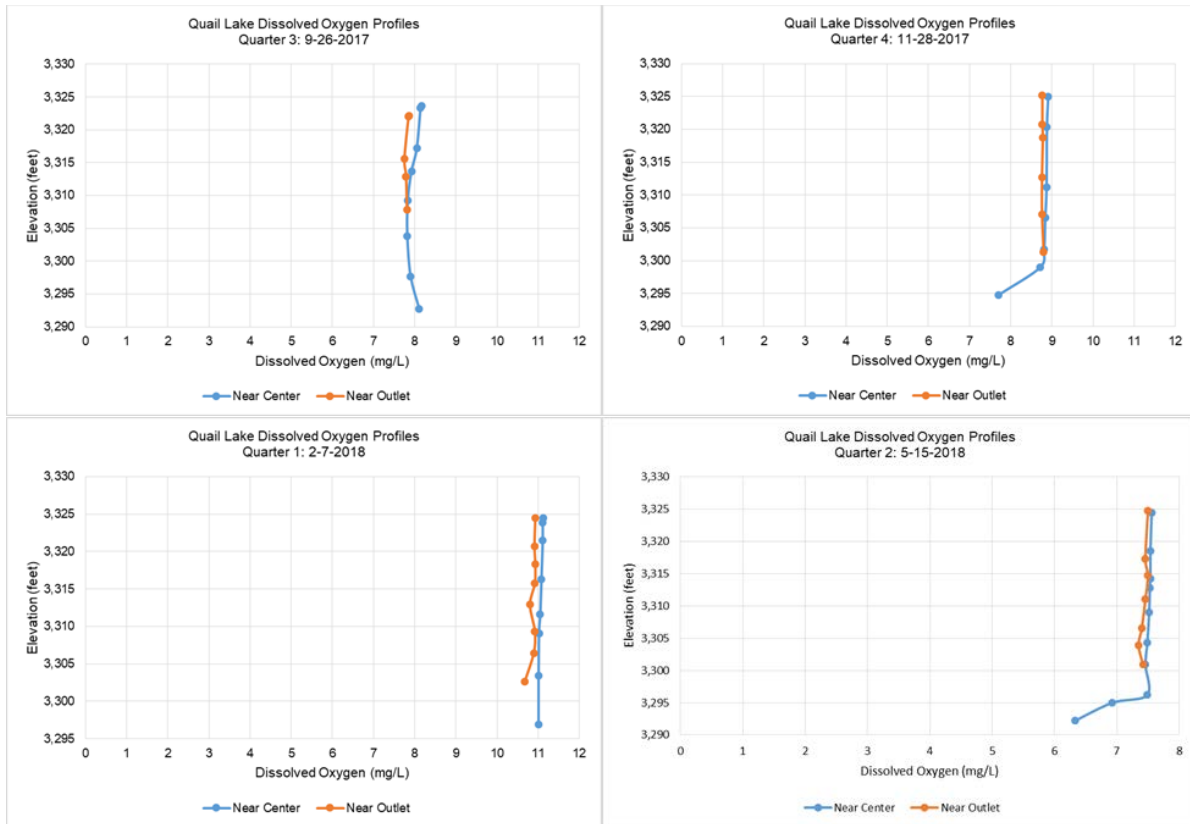 Quail Lake Dissolved Oxygen Profiles
Quarter 3: 9-26-2017
Elevation (feet)
3,330
3,325
3,320
3,315
3,310
3,305
3,300
3,295
3,290
0 1 2 3 4 5 6 7 8 9 10 11 12
Dissolved Oxygen (mg/L)
Near Center Near Outlet
Quail Lake Dissolved Oxygen Profiles
Quarter 4: 11-28-2017
Elevation (feet)
3,330
3,325
3,320
3,315
3,310
3,305
3,300
3,295
3,290
0 1 2 3 4 5 6 7 8 9 10 11 12
Dissolved Oxygen (mg/L)
Near Center Near Outlet
Quail Lake Dissolved Oxygen Profiles
Quarter 1: 2-7-2018
Elevation (feet)
3,330
3,325
3,320
3,315
3,310
3,305
3,300
3,295
0 1 2 3 4 5 6 7 8 9 10 11 12
Dissolved Oxygen (mg/L)
Near Center Near Outlet
Quail Lake Dissolved Oxygen Profiles
Quarter 2: 5-15-2018
Elevation (feet)
3,330
3,325
3,320
3,315
3,310
3,305
3,300
3,295
3,290
0 1 2 3 4 5 6 7 8
Dissolved Oxygen (mg/L)
Near Center Near Outlet